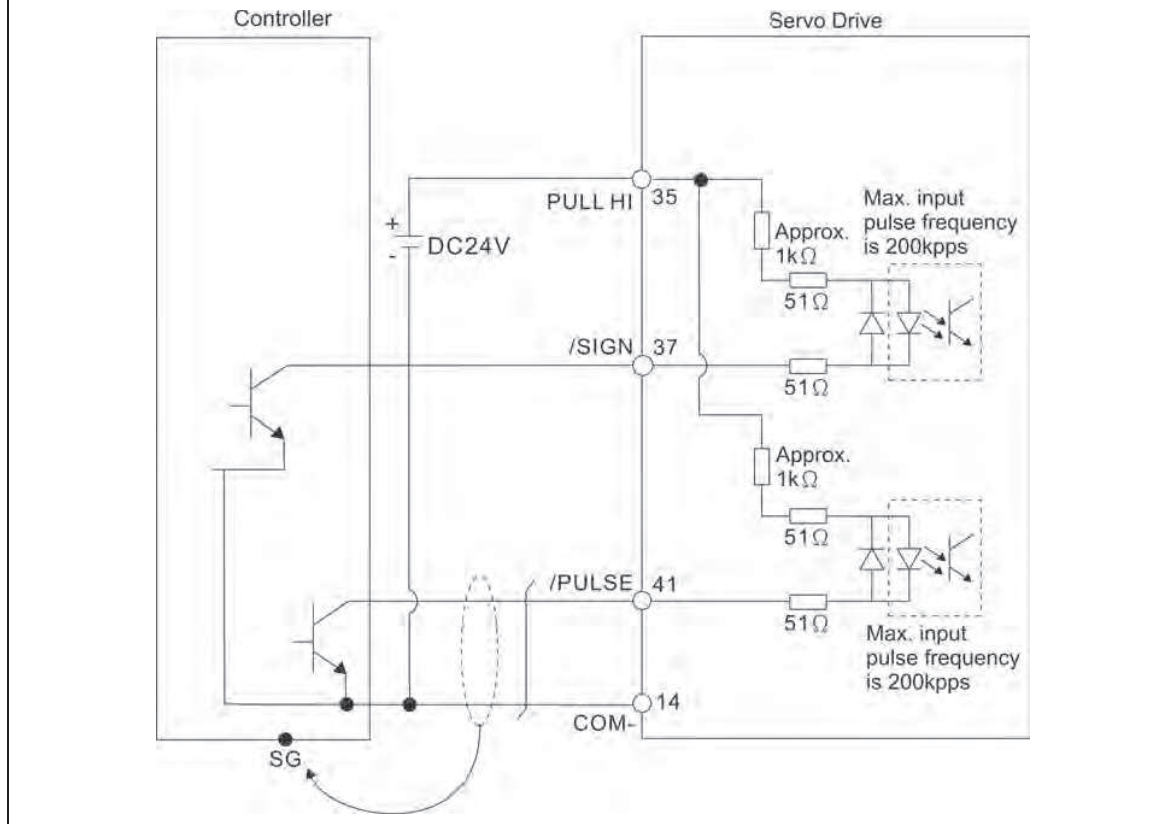 Controller
Servo Drive
PULL HI
35
+
DC24V
-
Approx.
1kΩ
51Ω
Max. input
pulse frequency
is 200kpps
/SIGN
37
51Ω
Approx.
1kΩ
51Ω
/PULSE
41
51Ω
Max. input
pulse frequency
is 200kpps
14
COM-
SG